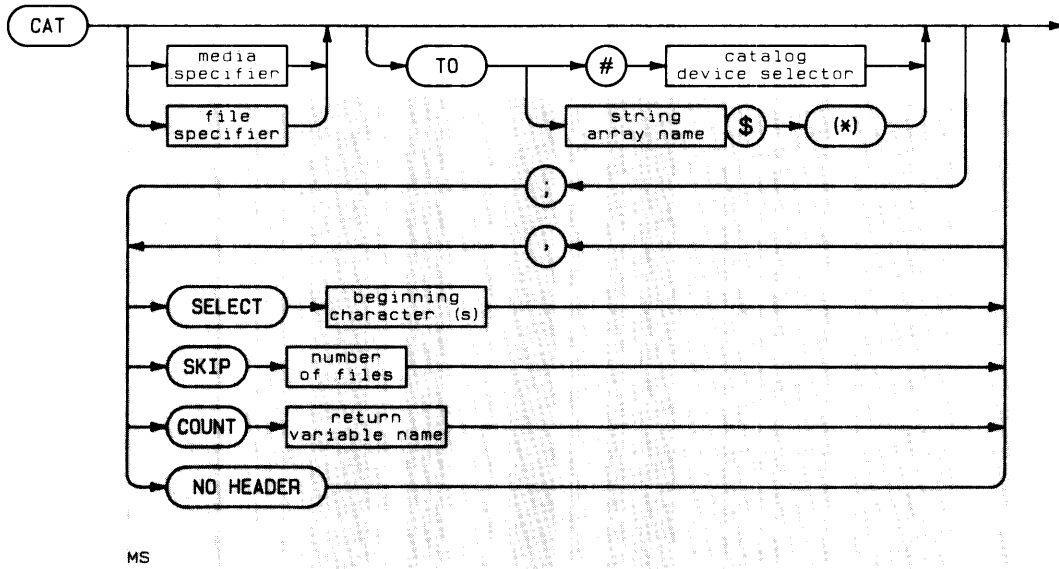 CAT
media
specifier
file
specifier
TO
#
catalog
device selector
string
array name
$
(*)
;
,
SELECT
beginning
character (s)
SKIP
number
of files
COUNT
return
variable name
NO HEADER
MS